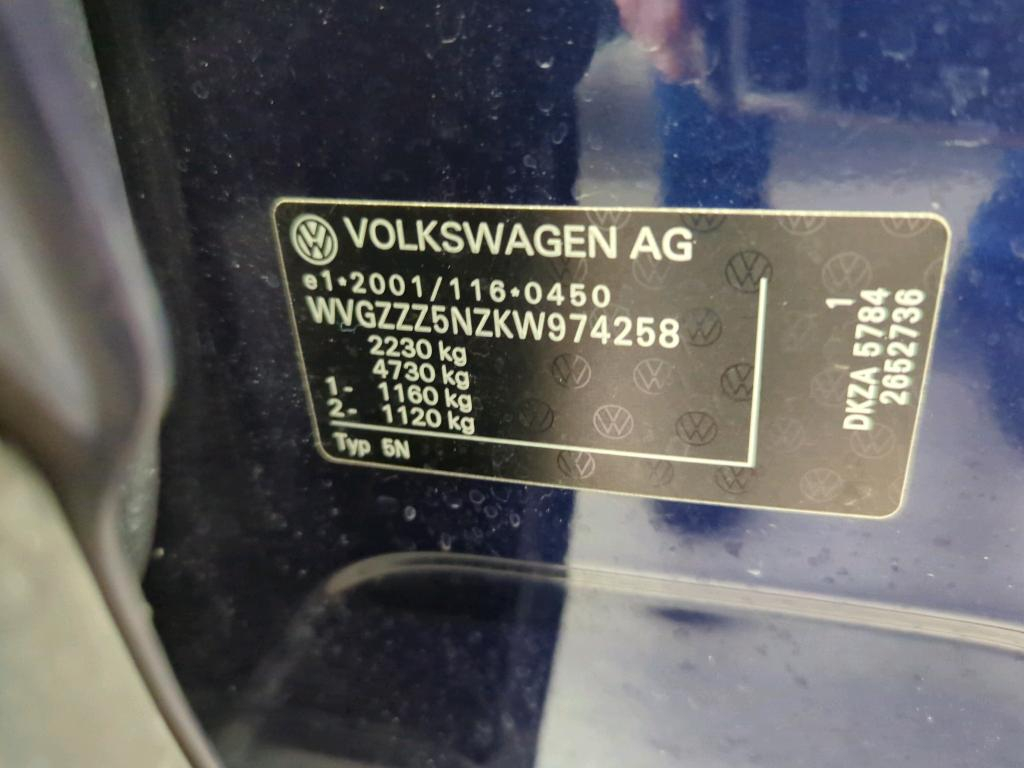 VOLKSWAGEN AG
e1*2001/116*0450
WVGZZZ5NZKW974258
2230 kg
4730 kg
1- 1160 kg
2- 1120 kg
Typ 5N
1
DKZA 5784
2652736